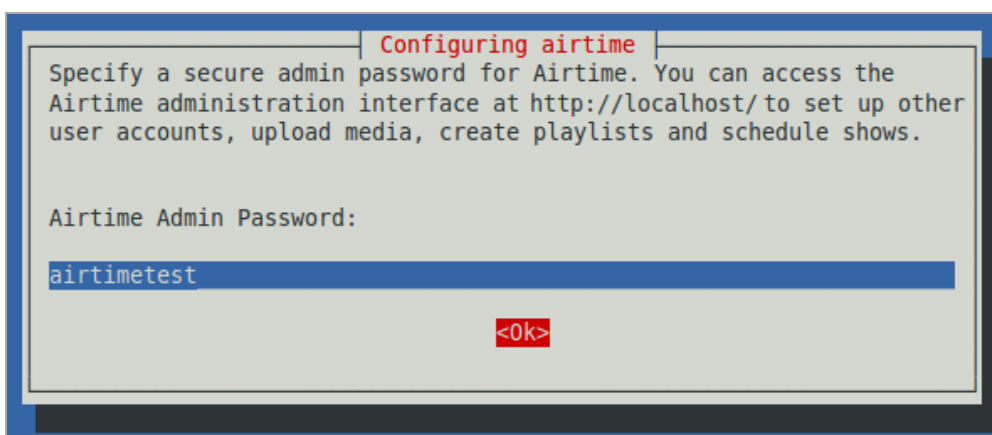 Configuring airtime
Specify a secure admin password for Airtime. You can access the
Airtime administration interface at http://localhost/ to set up other
user accounts, upload media, create playlists and schedule shows.
Airtime Admin Password:
airtimetest
<Ok>